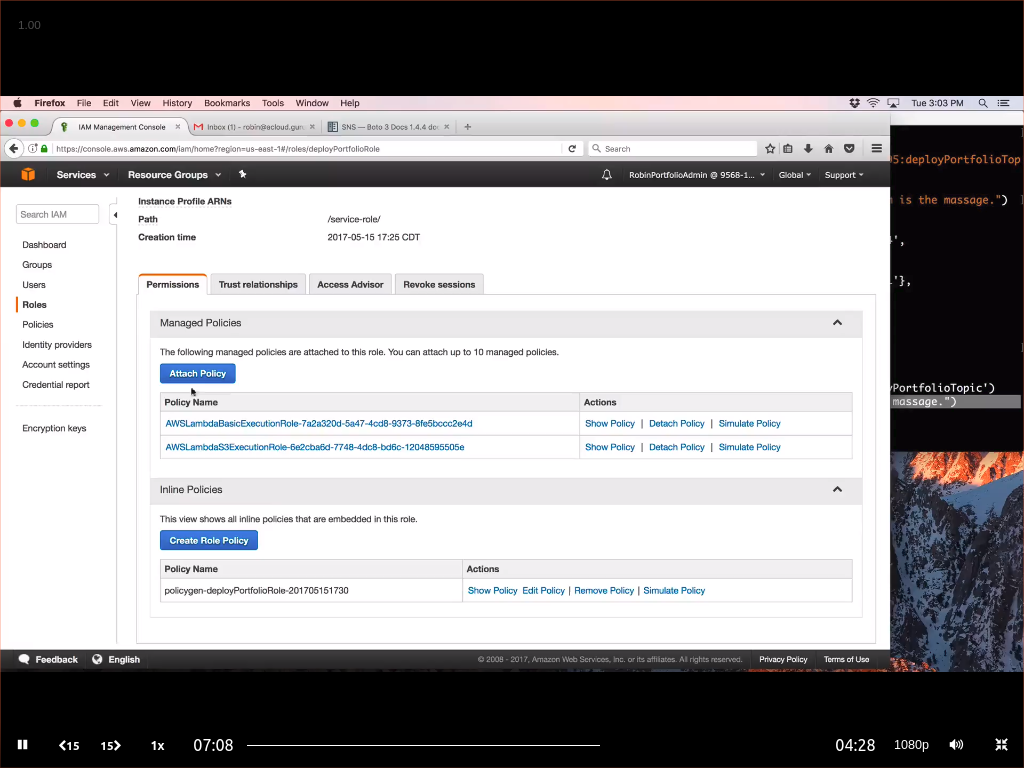 1.00
Firefox File Edit View History Bookmarks Tools Window Help Tue 3:03 PM
IAM Management Console × Inbox (1) - robin@acloud.gur × SNS — Boto 3 Docs 1.4.4 do × +
https://console.aws.amazon.com/iam/home?region=us-east-1#/roles/deployPortfolioRole Search
Services Resource Groups RobinPortfolioAdmin @ 9568-1... Global Support
Instance Profile ARNs
Path /service-role/
Creation time 2017-05-15 17:25 CDT
Search IAM
Dashboard
Groups
Users
Roles
Policies
Identity providers
Account settings
Credential report
Encryption keys
Permissions Trust relationships Access Advisor Revoke sessions
Managed Policies
The following managed policies are attached to this role. You can attach up to 10 managed policies.
Attach Policy
Policy Name Actions
AWSLambdaBasicExecutionRole-7a2a320d-5a47-4cd8-9373-8fe5bccc2e4d Show Policy | Detach Policy | Simulate Policy
AWSLambdaS3ExecutionRole-6e2cba6d-7748-4dc8-bd6c-12048595505e Show Policy | Detach Policy | Simulate Policy
Inline Policies
This view shows all inline policies that are embedded in this role.
Create Role Policy
Policy Name Actions
policygen-deployPortfolioRole-201705151730 Show Policy Edit Policy | Remove Policy | Simulate Policy
5:deployPortfolioTop
is the massage.")
',
'},
PortfolioTopic')
massage.")
Feedback English © 2008 - 2017, Amazon Web Services, Inc. or its affiliates. All rights reserved. Privacy Policy Terms of Use
15 15 1x 07:08 04:28 1080p